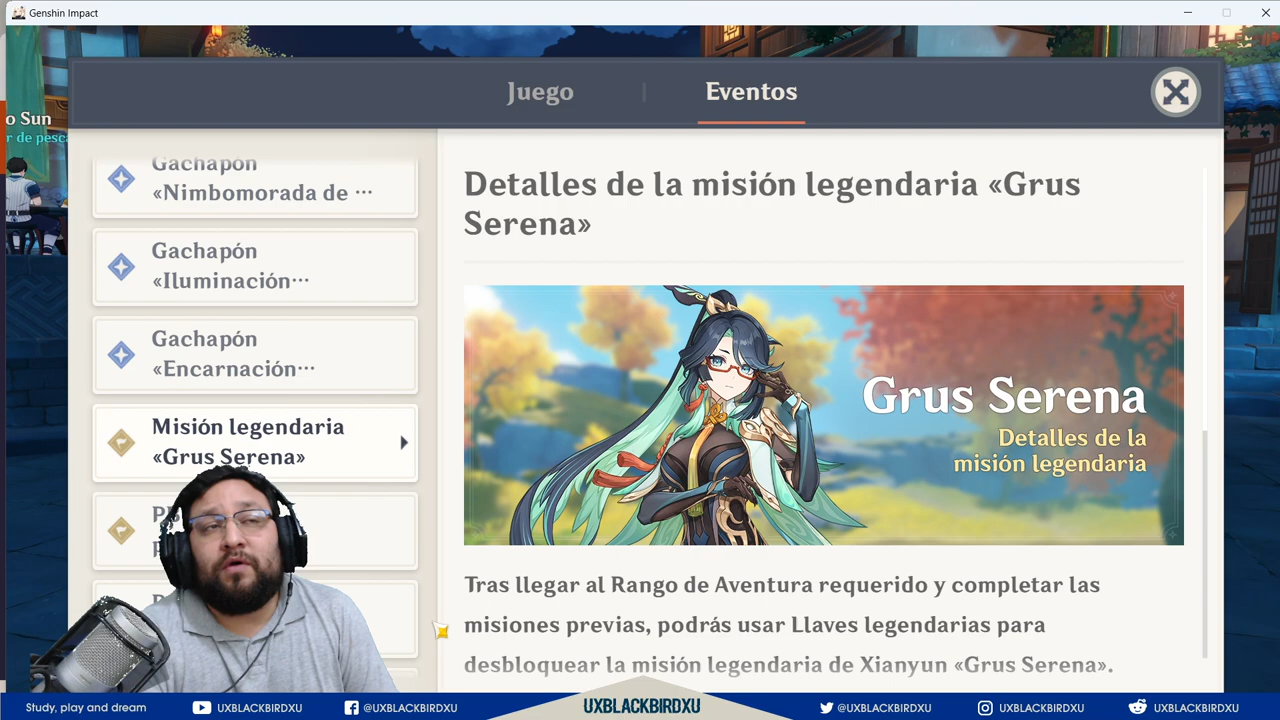 Genshin Impact
Juego
Eventos
o Sun
r de pesca
Gachapón
«Nimbomorada de ···
Gachapón
«Iluminación···
Gachapón
«Encarnación···
Misión legendaria
«Grus Serena»
Detalles de la misión legendaria «Grus
Serena»
Grus Serena
Detalles de la
misión legendaria
Tras llegar al Rango de Aventura requerido y completar las
misiones previas, podrás usar Llaves legendarias para
desbloquear la misión legendaria de Xianyun «Grus Serena».
Study, play and dream
UXBLACKBIRDXU
@UXBLACKBIRDXU
UXBLACKBIRDXU
@UXBLACKBIRDXU
UXBLACKBIRDXU
UXBLACKBIRDXU